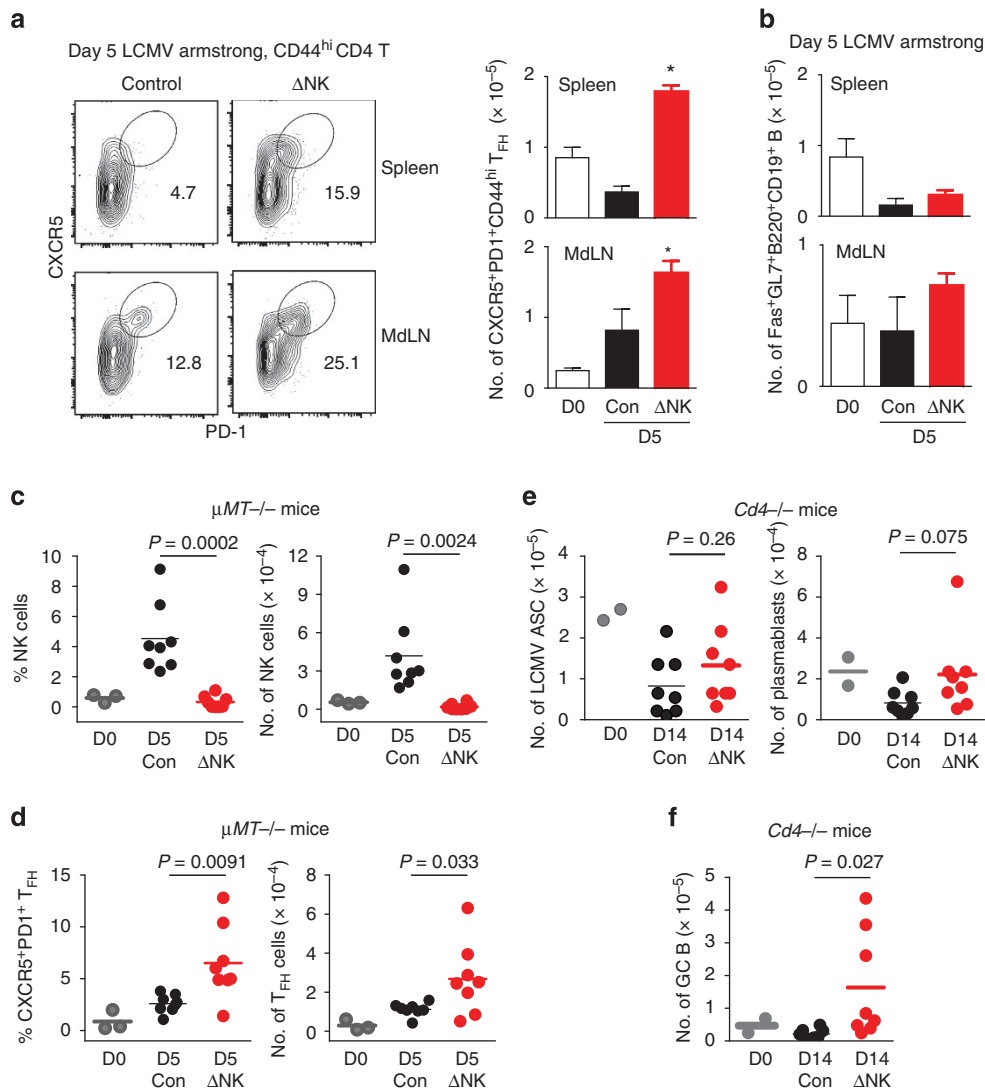 a
Day 5 LCMV armstrong, CD44hi CD4 T
Control
ΔNK
4.7
15.9
Spleen
12.8
25.1
MdLN
CXCR5
PD-1
No. of CXCR5+PD1+CD44hi TFH (× 10−5)
2
Spleen
*
1
0
2
MdLN
*
1
0
D0
Con
ΔNK
D5
b
Day 5 LCMV armstrong
No. of Fas+GL7+B220+CD19+ B (× 10−5)
2
Spleen
1
0
1
MdLN
0
D0
Con
ΔNK
D5
c
μMT–/– mice
P = 0.0002
% NK cells
10
8
6
4
2
0
D0
D5
Con
D5
ΔNK
P = 0.0024
No. of NK cells (× 10−4)
12
9
6
3
0
D0
D5
Con
D5
ΔNK
d
μMT–/– mice
P = 0.0091
% CXCR5+PD1+ TFH
15
10
5
0
D0
D5
Con
D5
ΔNK
P = 0.033
No. of TFH cells (× 10−4)
8
6
4
2
0
D0
D5
Con
D5
ΔNK
e
Cd4–/– mice
P = 0.26
No. of LCMV ASC (× 10−5)
4
3
2
1
0
D0
D14
Con
D14
ΔNK
P = 0.075
No. of plasmablasts (× 10−4)
8
6
4
2
0
D0
D14
Con
D14
ΔNK
f
Cd4–/– mice
P = 0.027
No. of GC B (× 10−5)
5
4
3
2
1
0
D0
D14
Con
D14
ΔNK